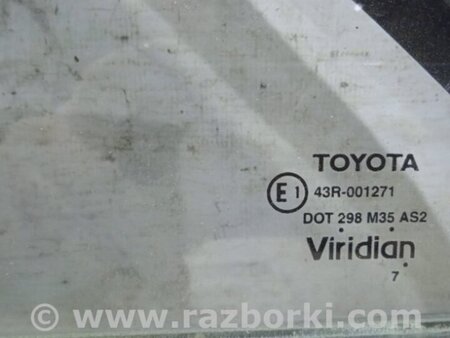 TOYOTA
E1 43R-001271
DOT 298 M35 AS2
Viridian
7
© www.razborki.com